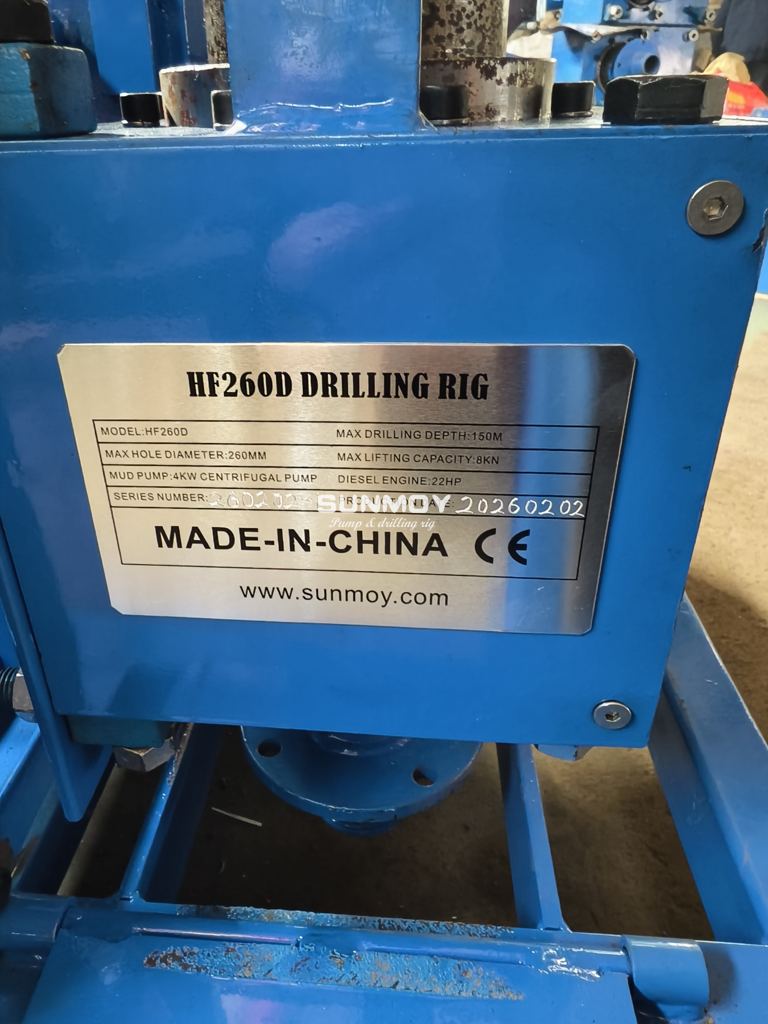 HF260D DRILLING RIG
MODEL:HF260D MAX DRILLING DEPTH:150M
MAX HOLE DIAMETER:260MM MAX LIFTING CAPACITY:8KN
MUD PUMP:4KW CENTRIFUGAL PUMP DIESEL ENGINE:22HP
SERIES NUMBER: DATE: 20260202
SUNMOY
Pump & drilling rig
MADE-IN-CHINA CE
www.sunmoy.com